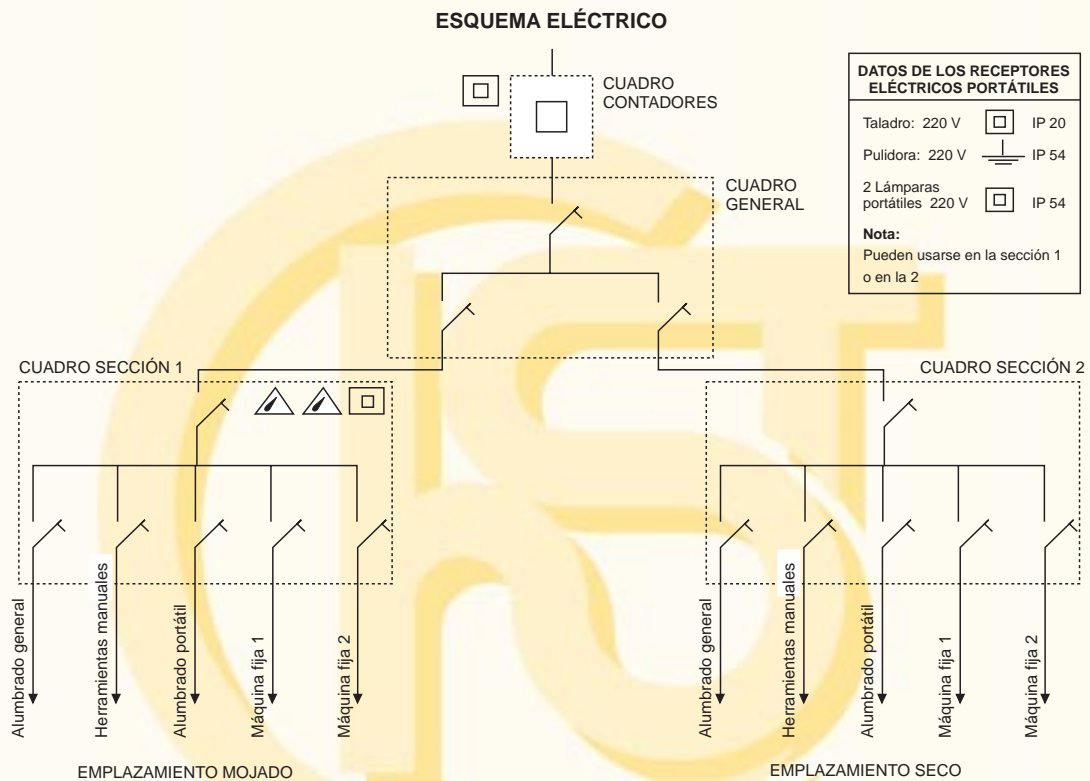 ESQUEMA ELÉCTRICO
CUADRO
CONTADORES
DATOS DE LOS RECEPTORES
ELÉCTRICOS PORTÁTILES
Taladro: 220 V IP 20
Pulidora: 220 V IP 54
2 Lámparas
portátiles 220 V IP 54
Nota:
Pueden usarse en la sección 1
o en la 2
CUADRO
GENERAL
CUADRO SECCIÓN 1
CUADRO SECCIÓN 2
Alumbrado general
Herramientas manuales
Alumbrado portátil
Máquina fija 1
Máquina fija 2
Alumbrado general
Herramientas manuales
Alumbrado portátil
Máquina fija 1
Máquina fija 2
EMPLAZAMIENTO MOJADO
EMPLAZAMIENTO SECO